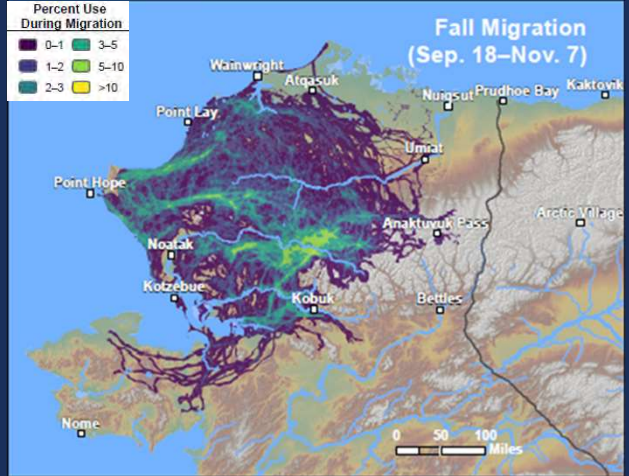 Percent Use
During Migration
0–1
3–5
1–2
5–10
2–3
>10
Fall Migration
(Sep. 18–Nov. 7)
Wainwright
Atqasuk
Nuiqsut
Prudhoe Bay
Kaktovik
Point Lay
Umiat
Point Hope
Anaktuvuk Pass
Arctic Village
Noatak
Kotzebue
Kobuk
Bettles
Nome
0 50 100
Miles